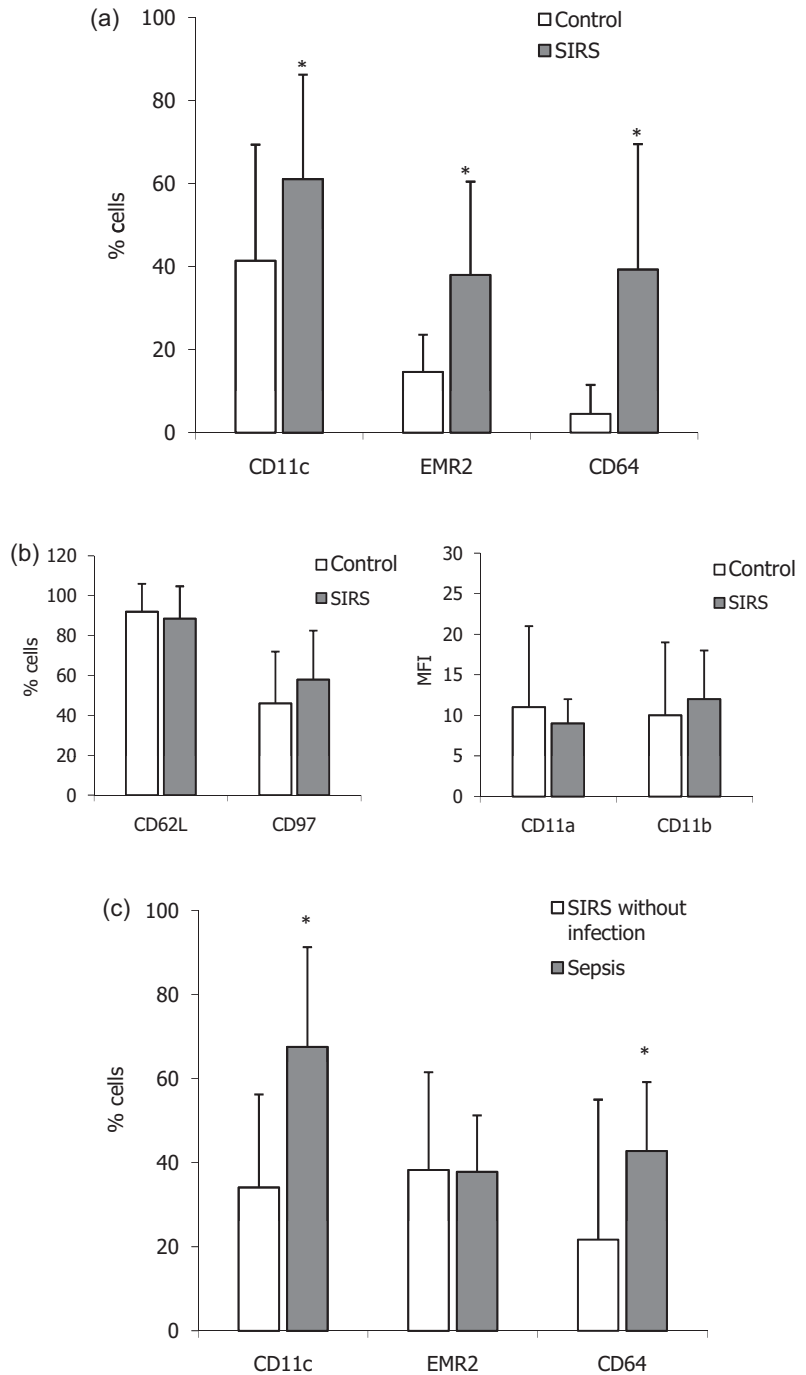 (a)
100
80
60
40
20
0
% cells
Control
SIRS
*
*
*
CD11c EMR2 CD64
(b)
120
100
80
60
40
20
0
% cells
Control
SIRS
CD62L CD97
30
25
20
15
10
5
0
MFI
Control
SIRS
CD11a CD11b
(c)
100
80
60
40
20
0
% cells
SIRS without
infection
Sepsis
*
*
CD11c EMR2 CD64